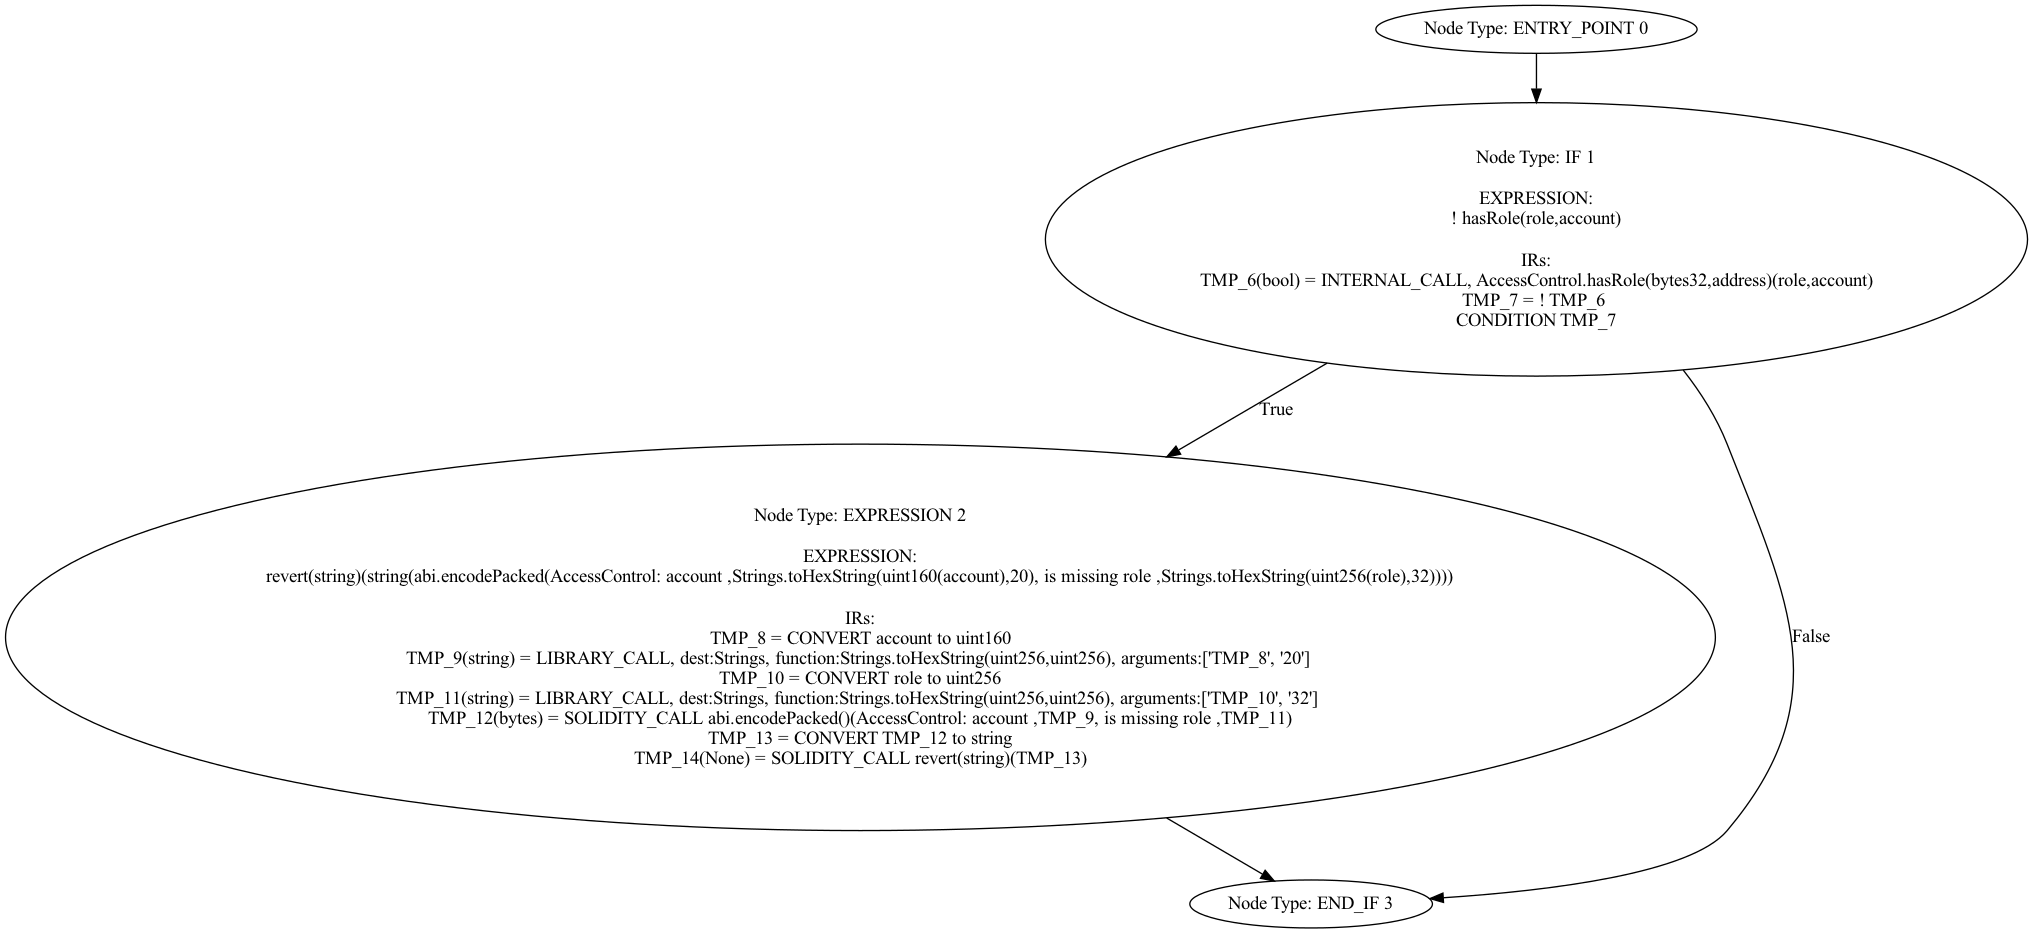 Node Type: ENTRY_POINT 0
Node Type: IF 1
EXPRESSION:
! hasRole(role,account)
IRs:
TMP_6(bool) = INTERNAL_CALL, AccessControl.hasRole(bytes32,address)(role,account)
TMP_7 = ! TMP_6
CONDITION TMP_7
True
Node Type: EXPRESSION 2
EXPRESSION:
revert(string)(string(abi.encodePacked(AccessControl: account ,Strings.toHexString(uint160(account),20), is missing role ,Strings.toHexString(uint256(role),32))))
IRs:
TMP_8 = CONVERT account to uint160
TMP_9(string) = LIBRARY_CALL, dest:Strings, function:Strings.toHexString(uint256,uint256), arguments:['TMP_8', '20']
TMP_10 = CONVERT role to uint256
TMP_11(string) = LIBRARY_CALL, dest:Strings, function:Strings.toHexString(uint256,uint256), arguments:['TMP_10', '32']
TMP_12(bytes) = SOLIDITY_CALL abi.encodePacked()(AccessControl: account ,TMP_9, is missing role ,TMP_11)
TMP_13 = CONVERT TMP_12 to string
TMP_14(None) = SOLIDITY_CALL revert(string)(TMP_13)
False
Node Type: END_IF 3